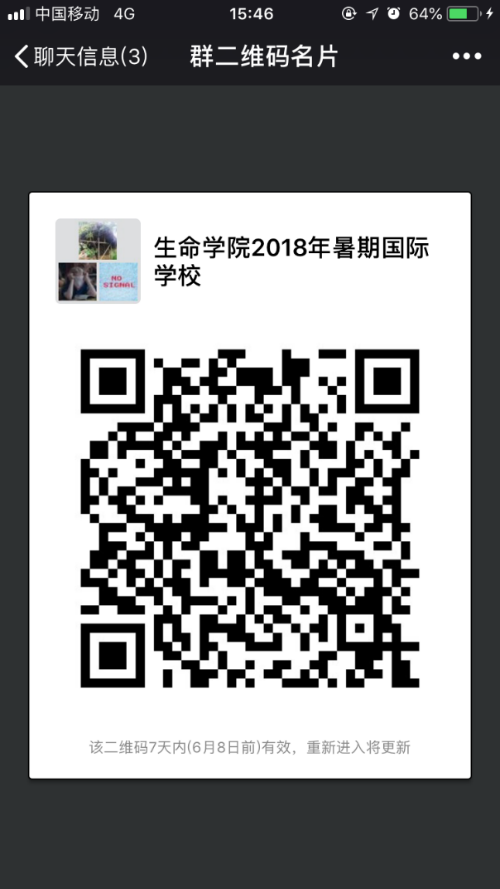 中国移动 4G 15:46 64%
聊天信息(3) 群二维码名片
生命学院2018年暑期国际
学校
NO
SIGNAL
该二维码7天内(6月8日前)有效，重新进入将更新